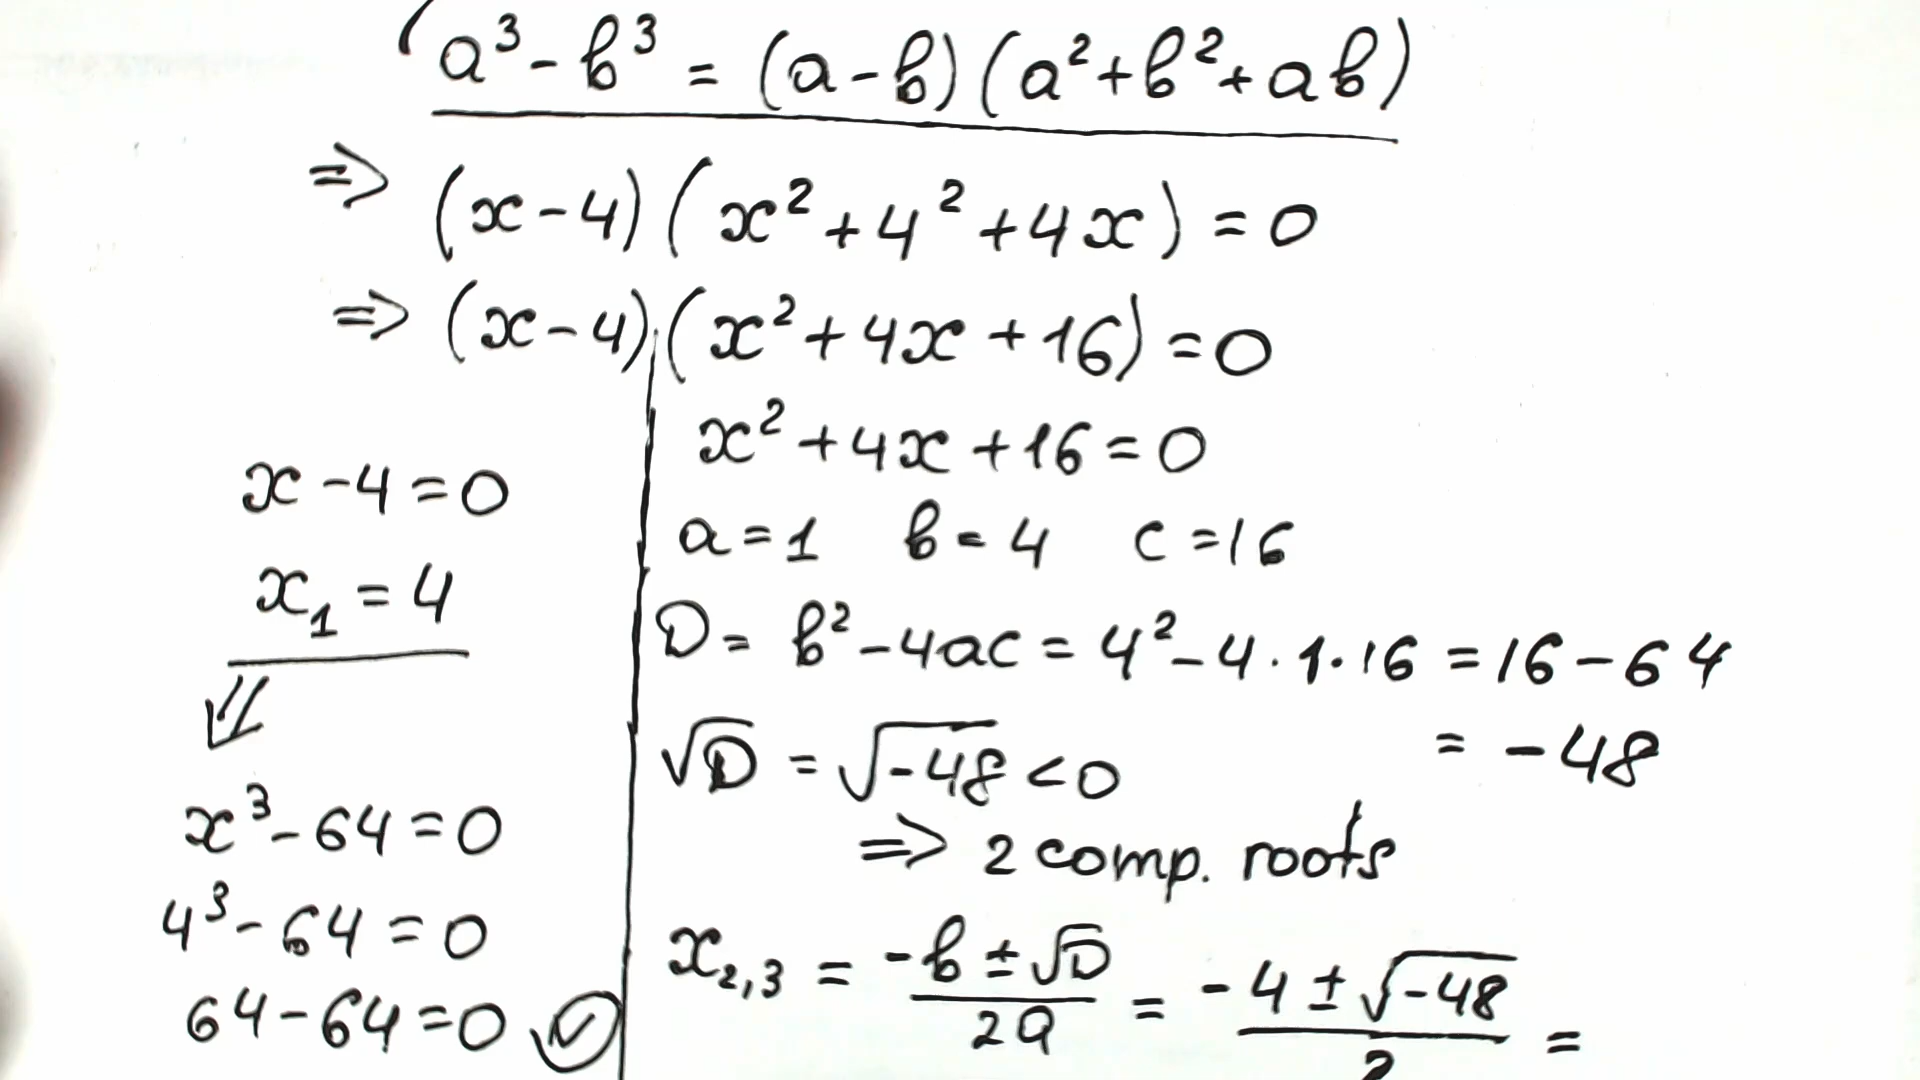 (a³-b³ = (a-b)(a²+b²+ab)
⇒ (x-4)(x²+4²+4x)=0
⇒ (x-4)(x²+4x+16)=0
x-4=0
x₁=4
⇓
x³-64=0
4³-64=0
64-64=0 ✓
x²+4x+16=0
a=1 b=4 c=16
D= b²-4ac = 4²-4·1·16 =16-64
= -48
√D = √-48 <0
⇒ 2 comp. roots
x₂,₃ = (-b±√D)/2a = (-4±√-48)/2 =